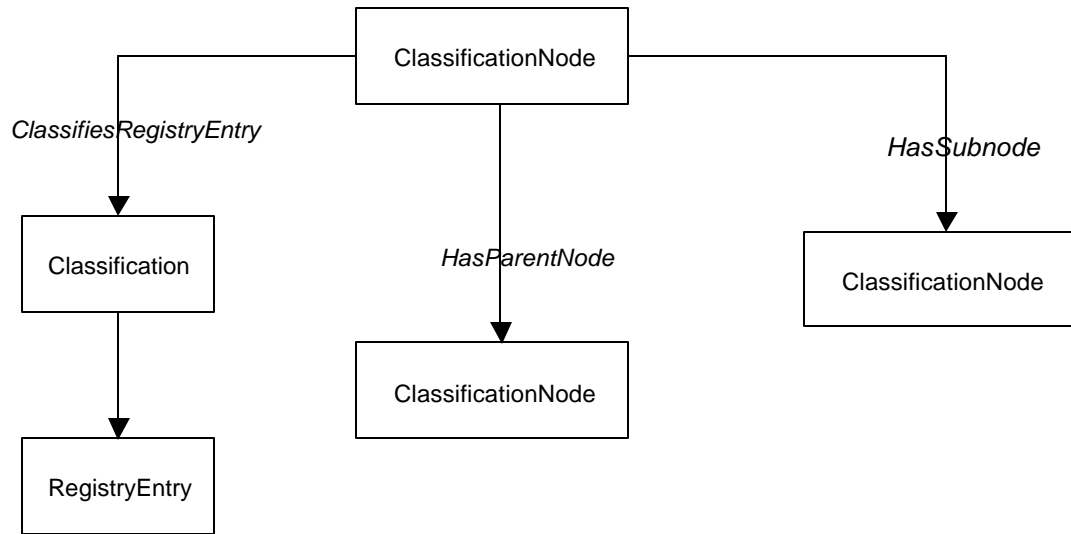 ClassificationNode
ClassifiesRegistryEntry
HasSubnode
Classification
HasParentNode
ClassificationNode
ClassificationNode
RegistryEntry